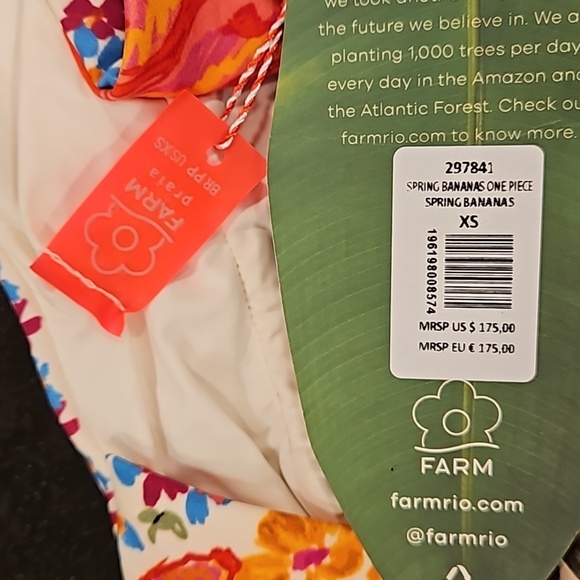 the future we believe in. We a
planting 1,000 trees per day
every day in the Amazon and
the Atlantic Forest. Check ou
farmrio.com to know more.
297841
SPRING BANANAS ONE PIECE
SPRING BANANAS
XS
196198008574
MRSP US $ 175,00
MRSP EU € 175,00
FARM
farmrio.com
@farmrio
FARM
praia
BR PP US XS